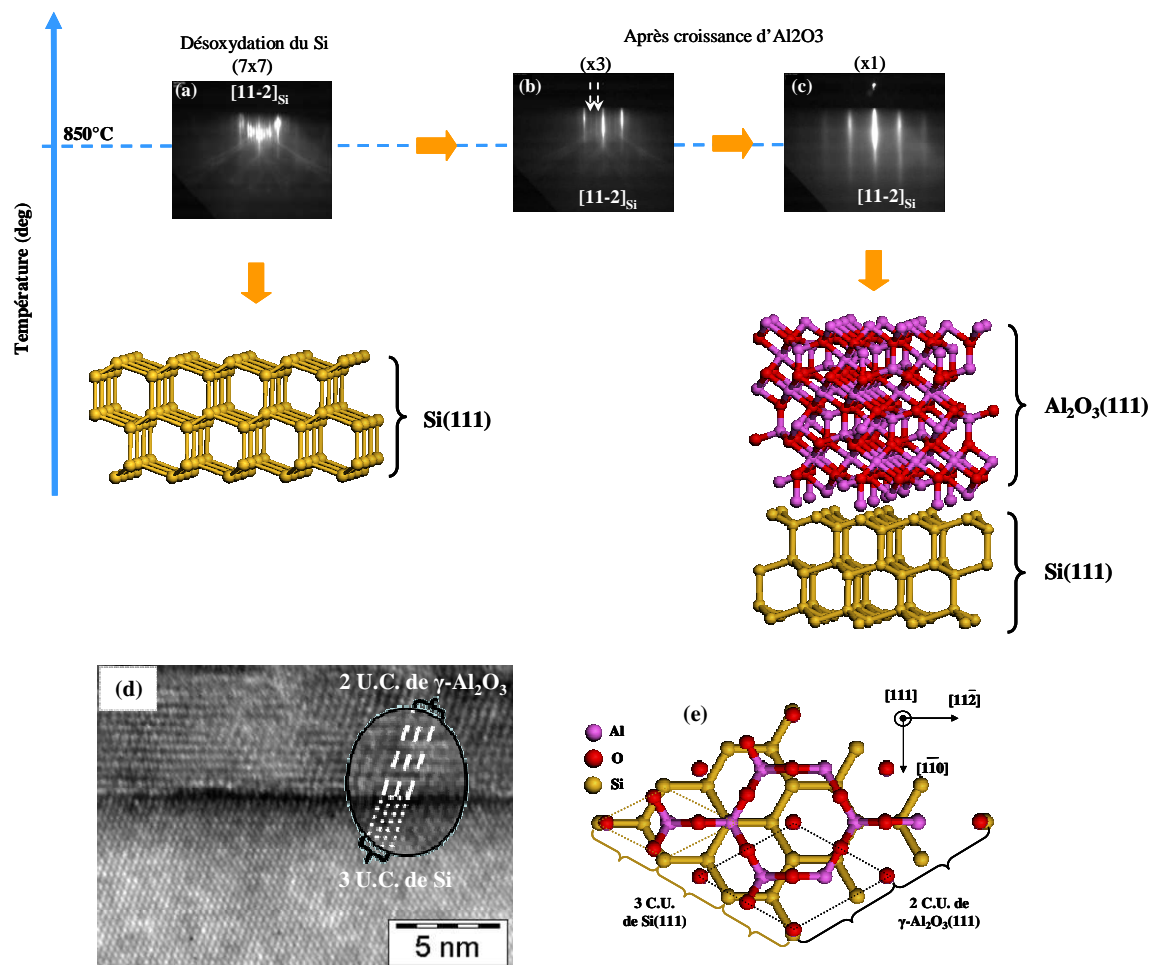 Désoxydation du Si
(7x7)
Après croissance d'Al2O3
(x3)
(x1)
(a)
[11-2]Si
(b)
[11-2]Si
(c)
[11-2]Si
850°C
Température (deg)
Si(111)
Al2O3(111)
Si(111)
(d)
2 U.C. de γ-Al2O3
3 U.C. de Si
5 nm
(e)
[111]
[112̅]
[11̅0]
Al
O
Si
3 C.U.
de Si(111)
2 C.U. de
γ-Al2O3(111)